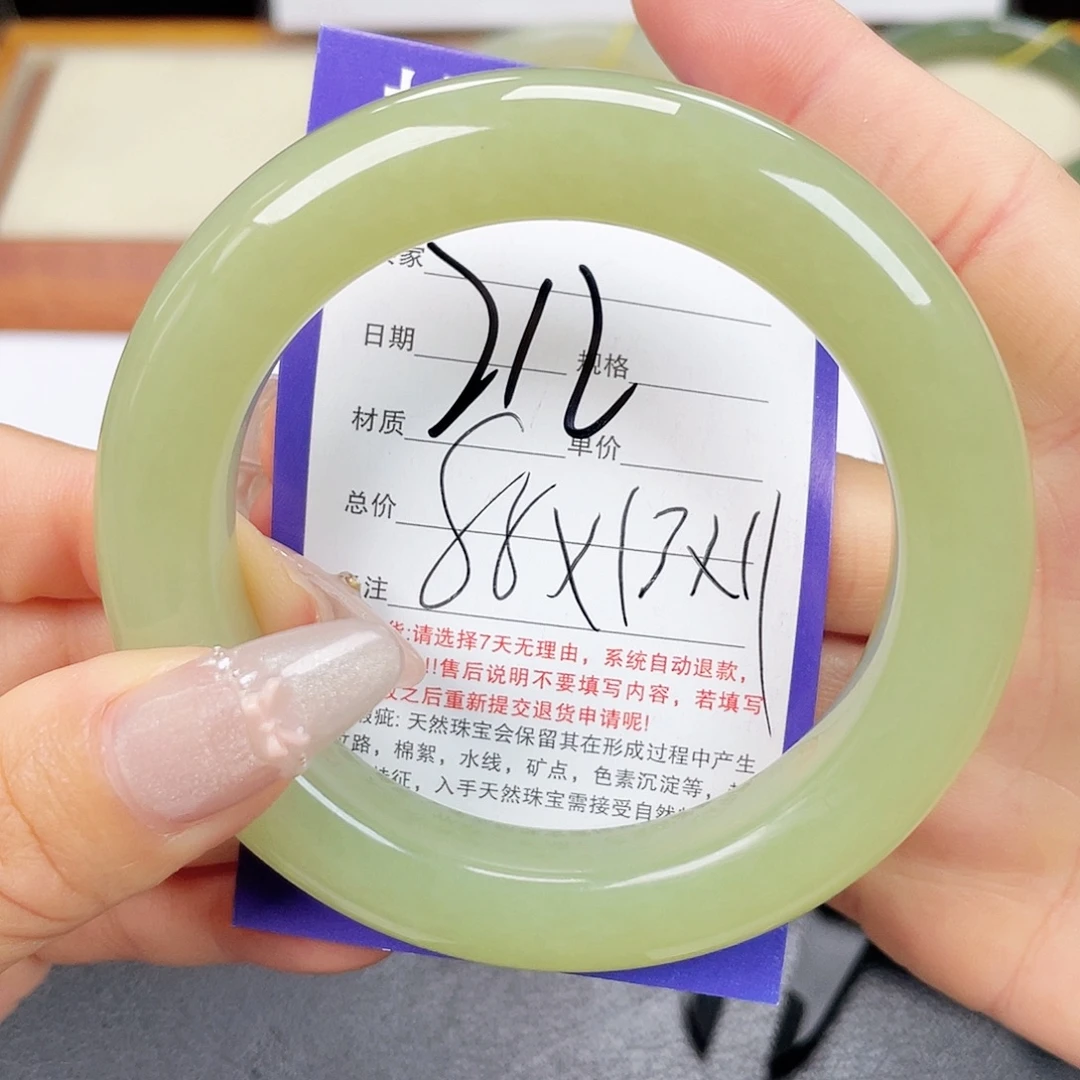 家
212
日期 规格
材质 单价
总价
88X13X11
注
货:请选择7天无理由，系统自动退款，
!!售后说明不要填写内容，若填写
之后重新提交退货申请呢!
瑕疵: 天然珠宝会保留其在形成过程中产生
纹路，棉絮，水线，矿点，色素沉淀等，
特征，入手天然珠宝需接受自然